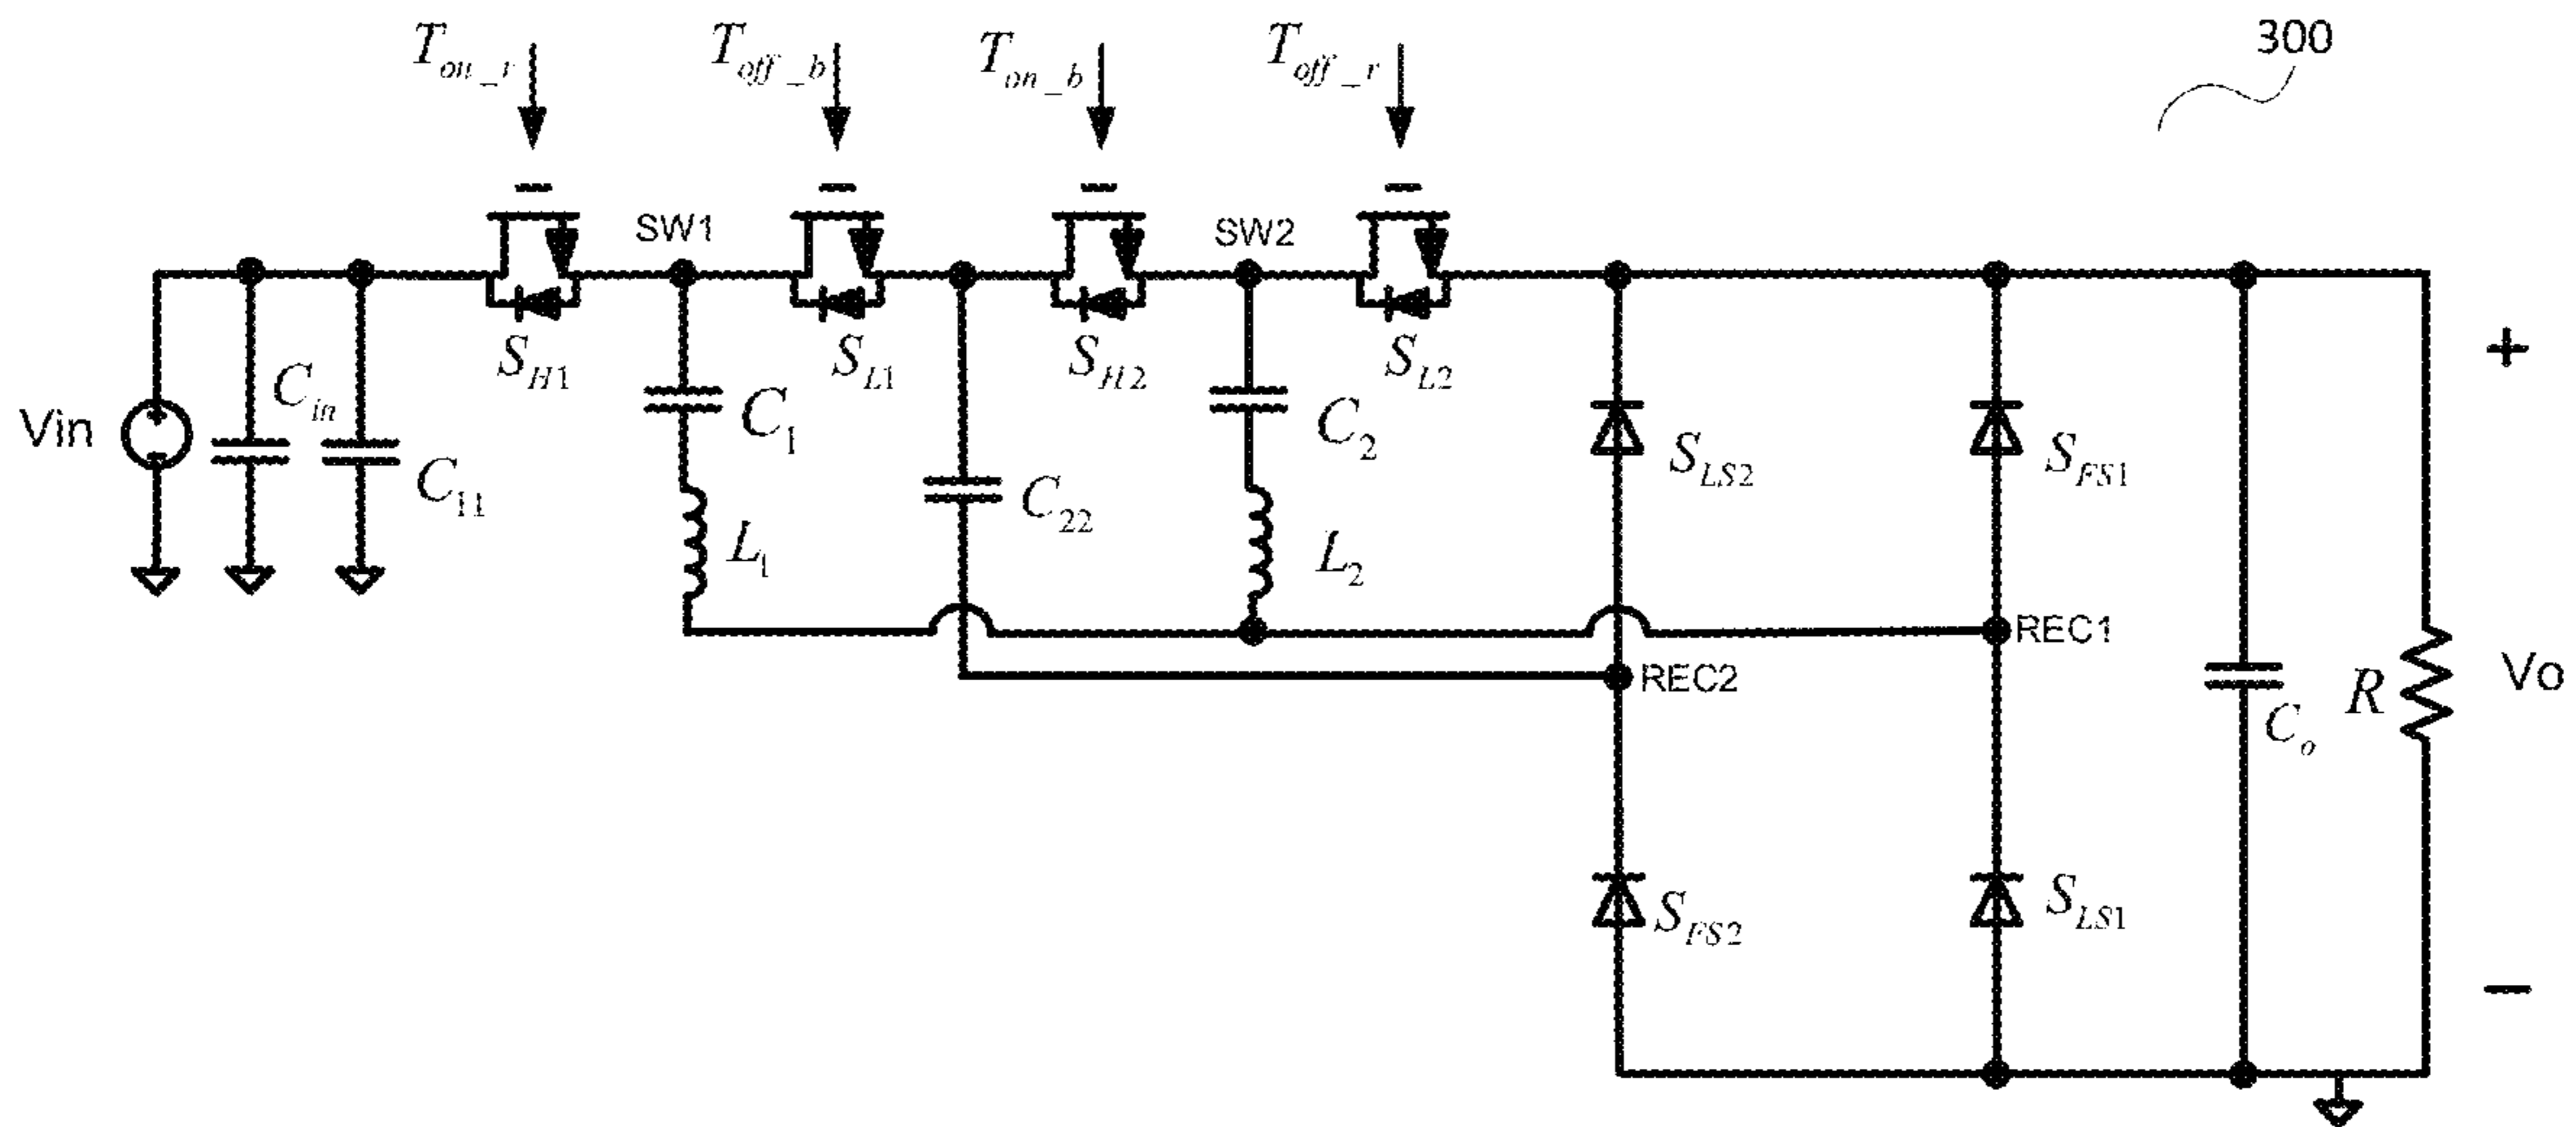 300
T_on_r
T_off_b
T_on_b
T_off_r
SW1
SW2
S_H1
S_L1
S_H2
S_L2
+
Vin
C_in
C_11
C_1
C_22
C_2
S_LS2
S_FS1
L_1
L_2
REC1
REC2
C_o
R
Vo
S_FS2
S_LS1
−